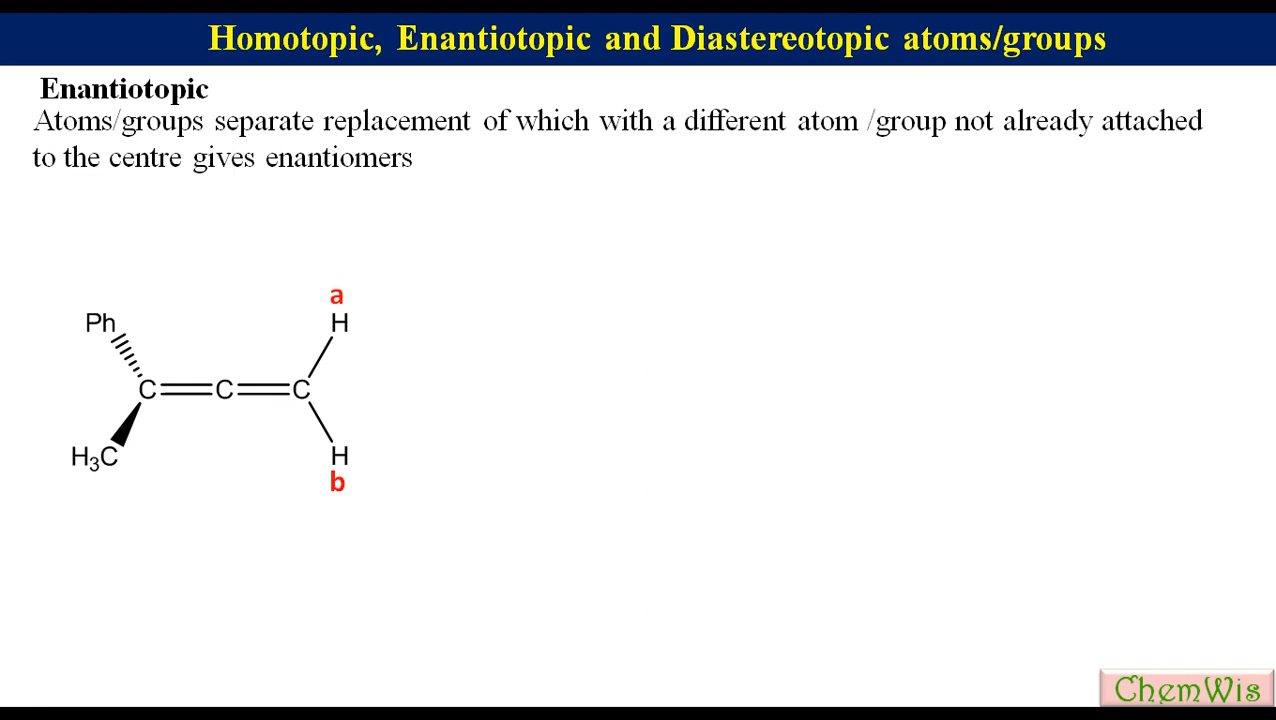 Homotopic, Enantiotopic and Diastereotopic atoms/groups
Enantiotopic
Atoms/groups separate replacement of which with a different atom /group not already attached
to the centre gives enantiomers
a
Ph H
C C C
H₃C H
b
ChemWis